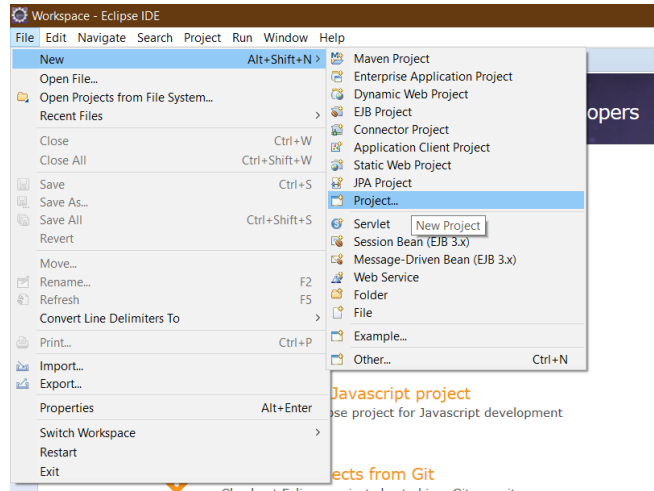 Workspace - Eclipse IDE
File Edit Navigate Search Project Run Window Help
New Alt+Shift+N >
Open File...
Open Projects from File System...
Recent Files >
Close Ctrl+W
Close All Ctrl+Shift+W
Save Ctrl+S
Save As...
Save All Ctrl+Shift+S
Revert
Move...
Rename... F2
Refresh F5
Convert Line Delimiters To >
Print... Ctrl+P
Import...
Export...
Properties Alt+Enter
Switch Workspace >
Restart
Exit
Maven Project
Enterprise Application Project
Dynamic Web Project
EJB Project
Connector Project
Application Client Project
Static Web Project
JPA Project
Project...
Servlet
New Project
Session Bean (EJB 3.x)
Message-Driven Bean (EJB 3.x)
Web Service
Folder
File
Example...
Other... Ctrl+N
opers
Javascript project
pse project for Javascript development
ects from Git